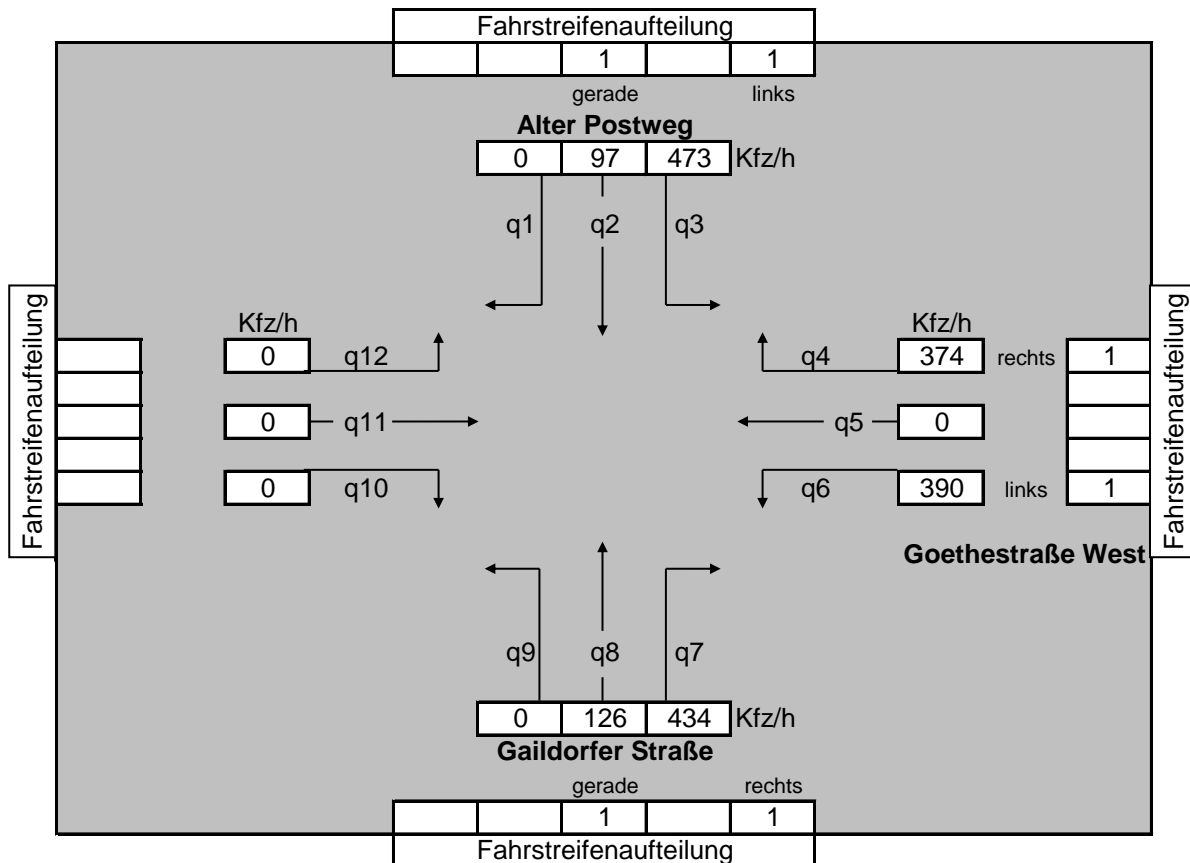 Fahrstreifenaufteilung
1 1
gerade links
Alter Postweg
0 97 473 Kfz/h
q1 q2 q3
Fahrstreifenaufteilung
Kfz/h
0 q12
0 q11
0 q10
Kfz/h
q4 374 rechts 1
q5 0
q6 390 links 1
Fahrstreifenaufteilung
Goethestraße West
q9 q8 q7
0 126 434 Kfz/h
Gaildorfer Straße
gerade rechts
1 1
Fahrstreifenaufteilung